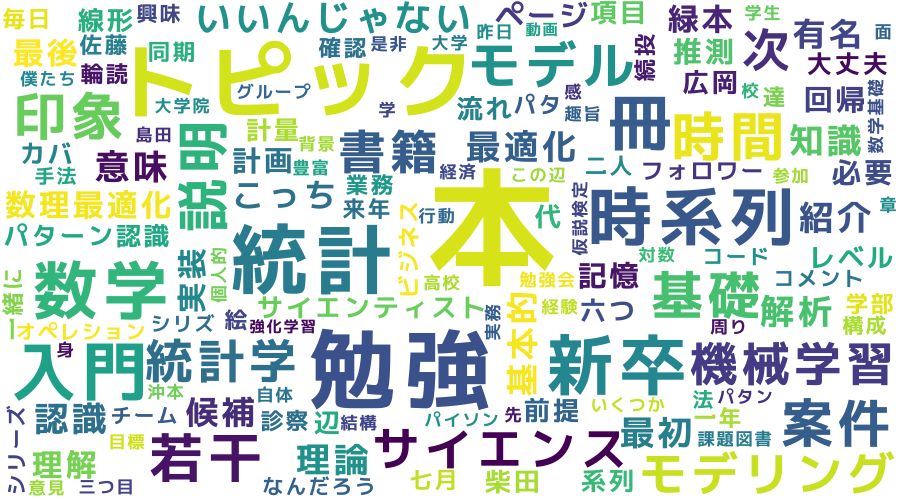 毎日 線形 興味 いいんじゃない ページ 項目 緑本 学生
最後 佐藤 同期 トピック 確認 是非 大学 昨日 動画 続投 推測 次 有名 面
僕たち 輪読 モデル 広岡 大丈夫
印象 大学院 グループ 流れ パタ 感 冊 校 達 回帰 数学基礎
島田 説明 計量 背景 書籍 学 趣旨 時間 知識
カバ 意味 計画 豊富 最適化 二人 フォロワー 必要
手法 こっち 業務 経済 この辺 参加
数理最適化 来年 ビジネス 行動 本 代 仮説検定 時系列 紹介 章
パターン認識 実装 個人的 統計 対数 コード レベル
緒に 数学 高校 勉強会 記憶 基礎 コメント
サイエンティスト 経験 六つ 解析 学部
1オペレション シリズ 絵 強化学習 実務 基本的 周り 構成
身 入門 統計学 勉強 新卒 機械学習
沖本 自体 いくつか 法 パタン
シリーズ 認識 チーム 候補 診察 辺 結構 パイソン 先 前提 一年 案件
目標 サイエンス 最初 課題図書
理解 若干 理論 モデリング
意見 三つ目 なんだろう 七月 柴田 系列